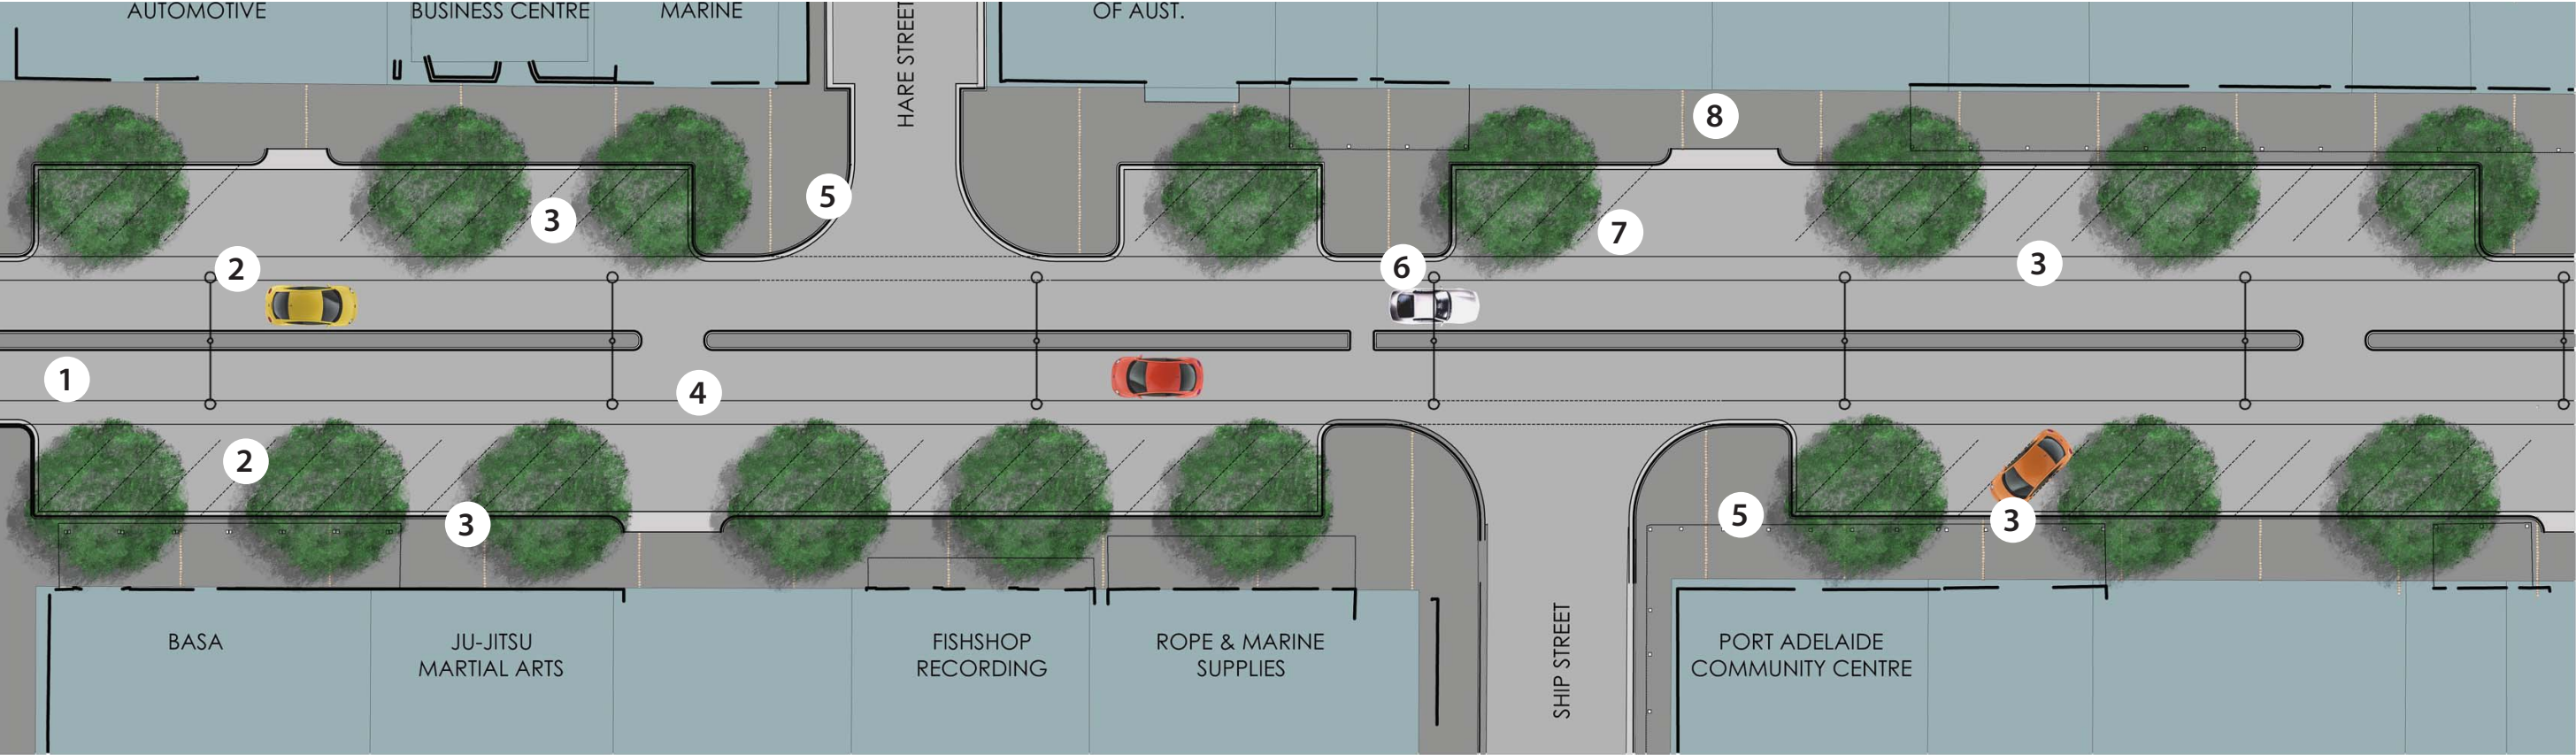 AUTOMOTIVE
BUSINESS CENTRE
MARINE
HARE STREET
OF AUST.
8
5
3
7
2
6
3
1
4
2
3
5
3
BASA
JU-JITSU
MARTIAL ARTS
FISHSHOP
RECORDING
ROPE & MARINE
SUPPLIES
SHIP STREET
PORT ADELAIDE
COMMUNITY CENTRE